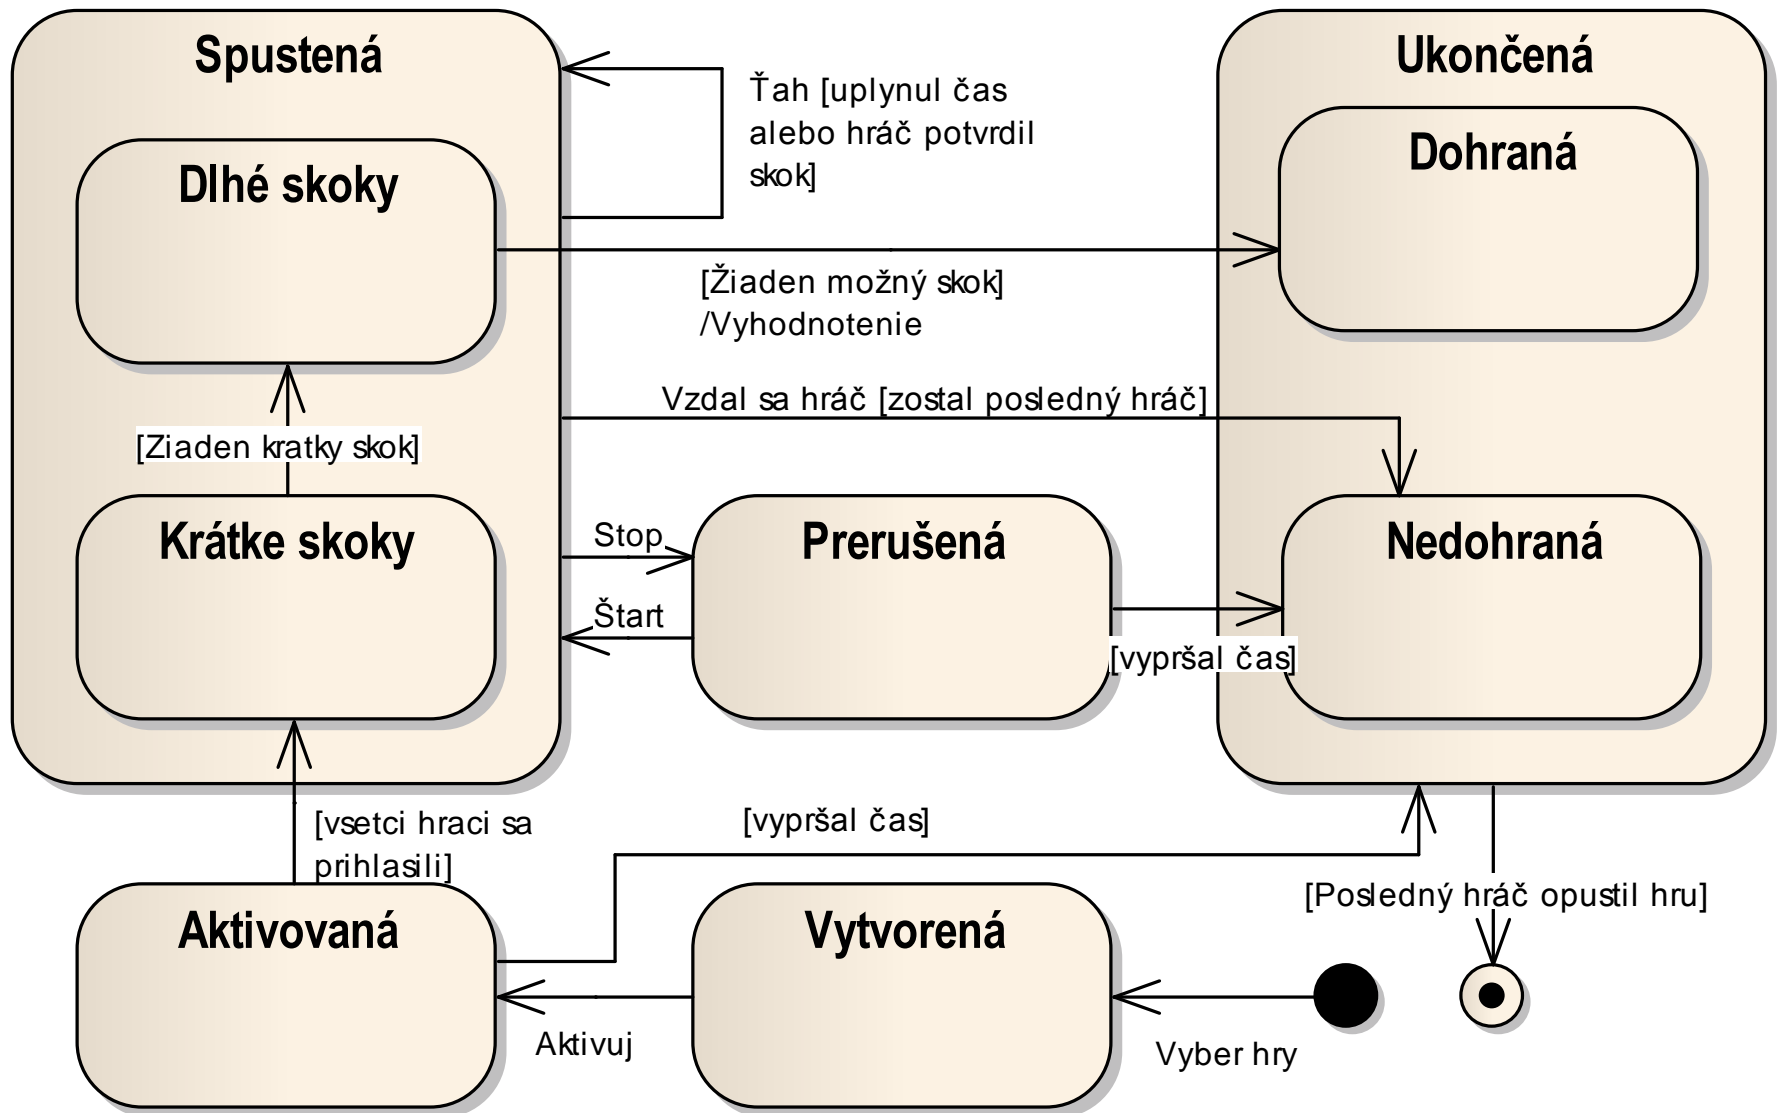 Spustená
Ukončená
Ťah [uplynul čas
alebo hráč potvrdil
skok]
Dlhé skoky
Dohraná
[Žiaden možný skok]
/Vyhodnotenie
Vzdal sa hráč [zostal posledný hráč]
[Ziaden kratky skok]
Krátke skoky
Stop
Prerušená
Nedohraná
Štart
[vypršal čas]
[vsetci hraci sa
prihlasili]
[vypršal čas]
[Posledný hráč opustil hru]
Aktivovaná
Vytvorená
Aktivuj
Vyber hry